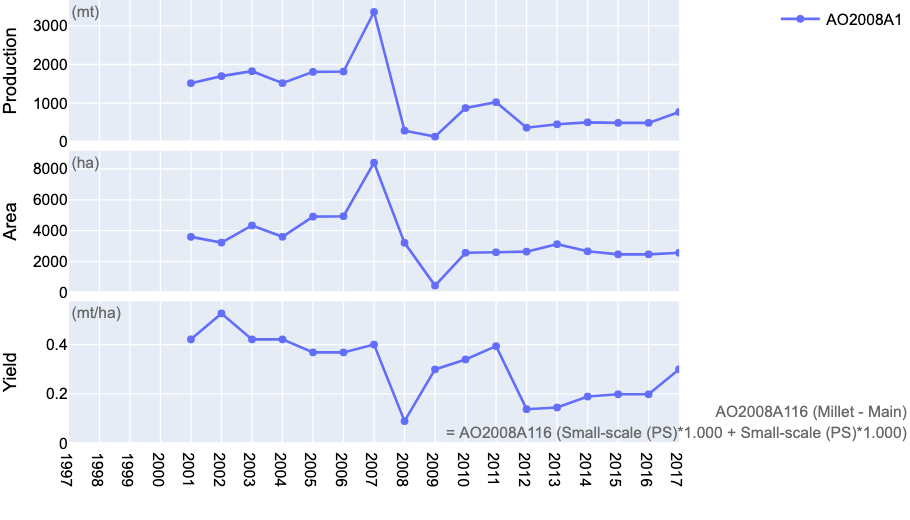 (mt)
AO2008A1
Production
3000
2000
1000
0
(ha)
Area
8000
6000
4000
2000
0
(mt/ha)
Yield
0.4
0.2
0
AO2008A116 (Millet - Main)
= AO2008A116 (Small-scale (PS)*1.000 + Small-scale (PS)*1.000)
1997 1998 1999 2000 2001 2002 2003 2004 2005 2006 2007 2008 2009 2010 2011 2012 2013 2014 2015 2016 2017